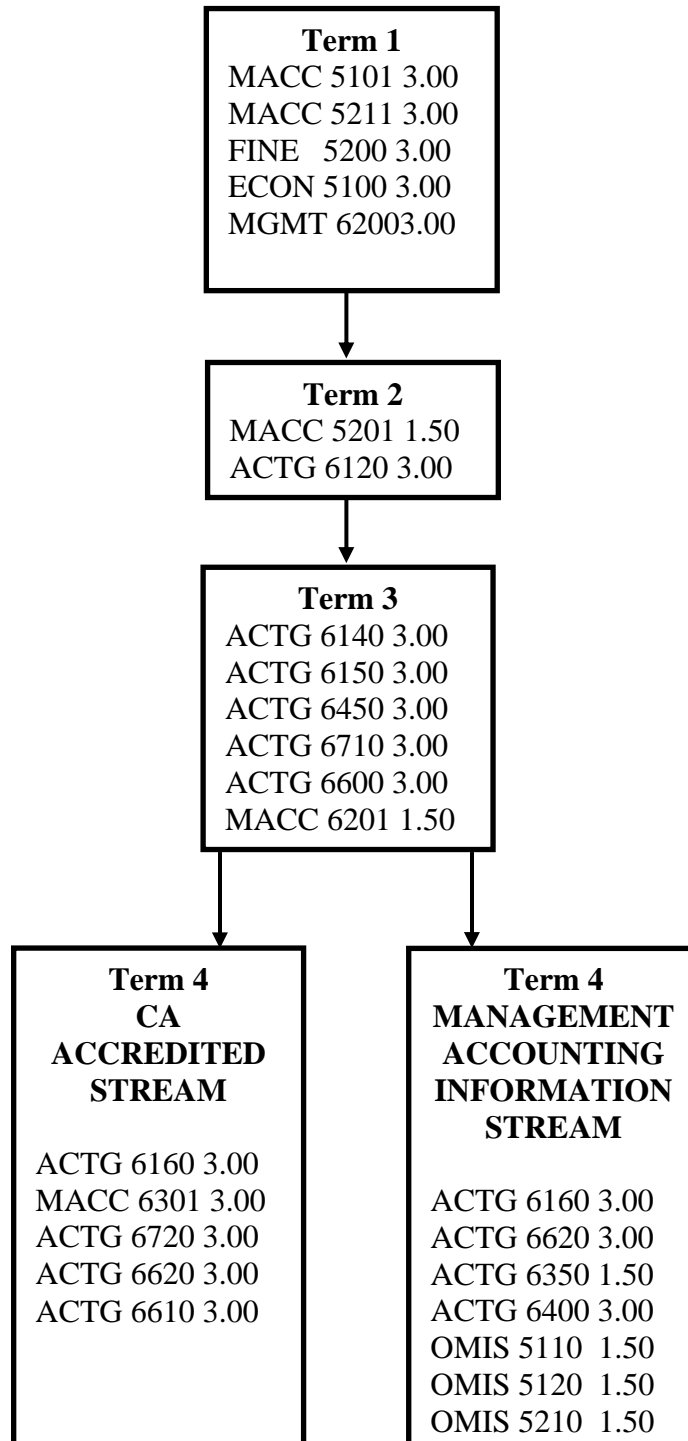 Term 1
MACC 5101 3.00
MACC 5211 3.00
FINE 5200 3.00
ECON 5100 3.00
MGMT 62003.00
Term 2
MACC 5201 1.50
ACTG 6120 3.00
Term 3
ACTG 6140 3.00
ACTG 6150 3.00
ACTG 6450 3.00
ACTG 6710 3.00
ACTG 6600 3.00
MACC 6201 1.50
Term 4
CA
ACCREDITED
STREAM
ACTG 6160 3.00
MACC 6301 3.00
ACTG 6720 3.00
ACTG 6620 3.00
ACTG 6610 3.00
Term 4
MANAGEMENT
ACCOUNTING
INFORMATION
STREAM
ACTG 6160 3.00
ACTG 6620 3.00
ACTG 6350 1.50
ACTG 6400 3.00
OMIS 5110 1.50
OMIS 5120 1.50
OMIS 5210 1.50